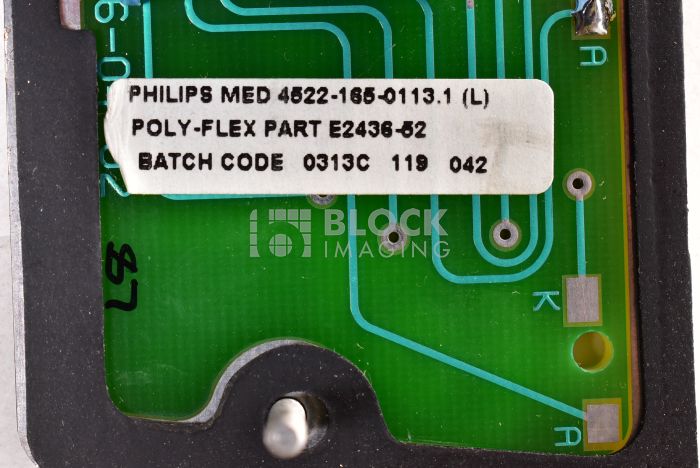 PHILIPS MED 4522-165-0113.1 (L)
POLY-FLEX PART E2436-52
BATCH CODE 0313C 119 042
BLOCK
IMAGING
A
K
A